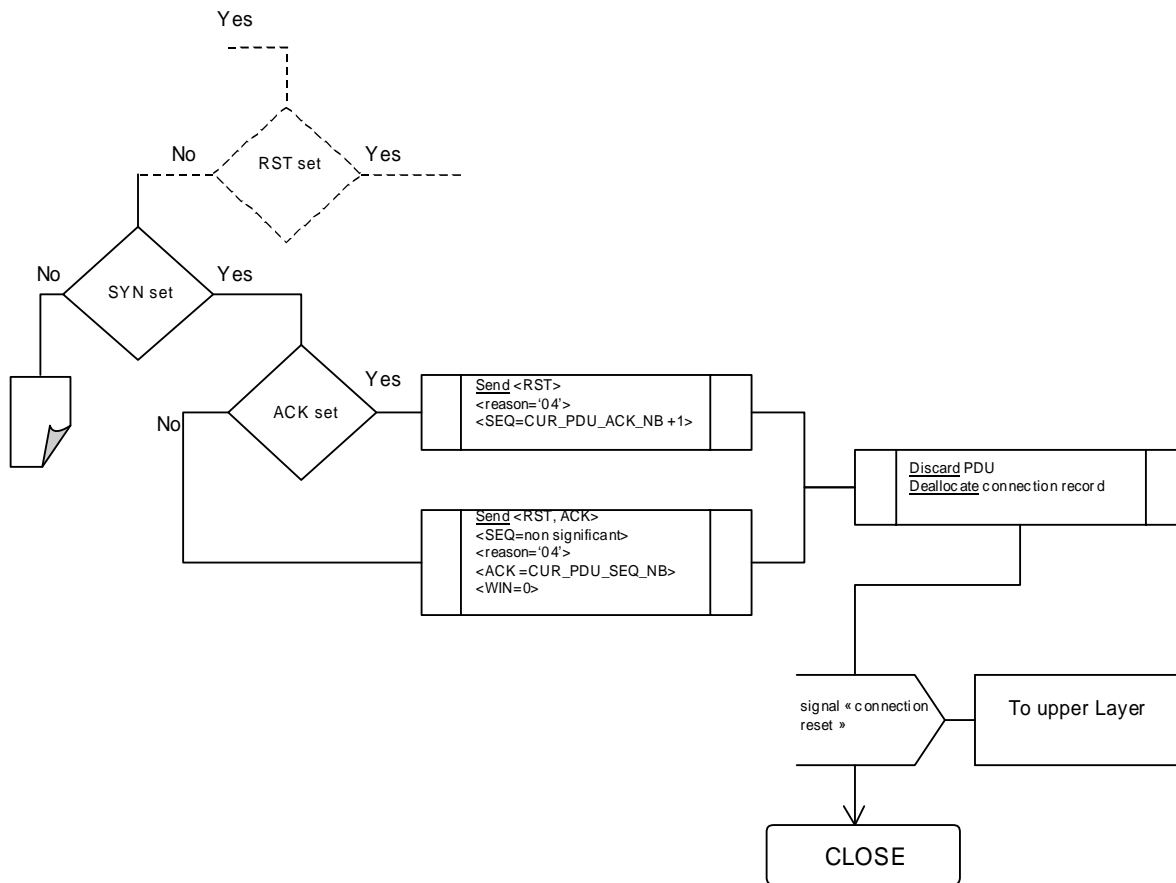 Yes
No
Yes
RST set
No
Yes
SYN set
Yes
No
ACK set
Send <RST>
<reason=‘04’>
<SEQ=CUR_PDU_ACK_NB +1>
Discard PDU
Deallocate connection record
Send <RST, ACK>
<SEQ=non significant>
<reason=‘04’>
<ACK =CUR_PDU_SEQ_NB>
<WIN=0>
signal « connection
reset »
To upper Layer
CLOSE